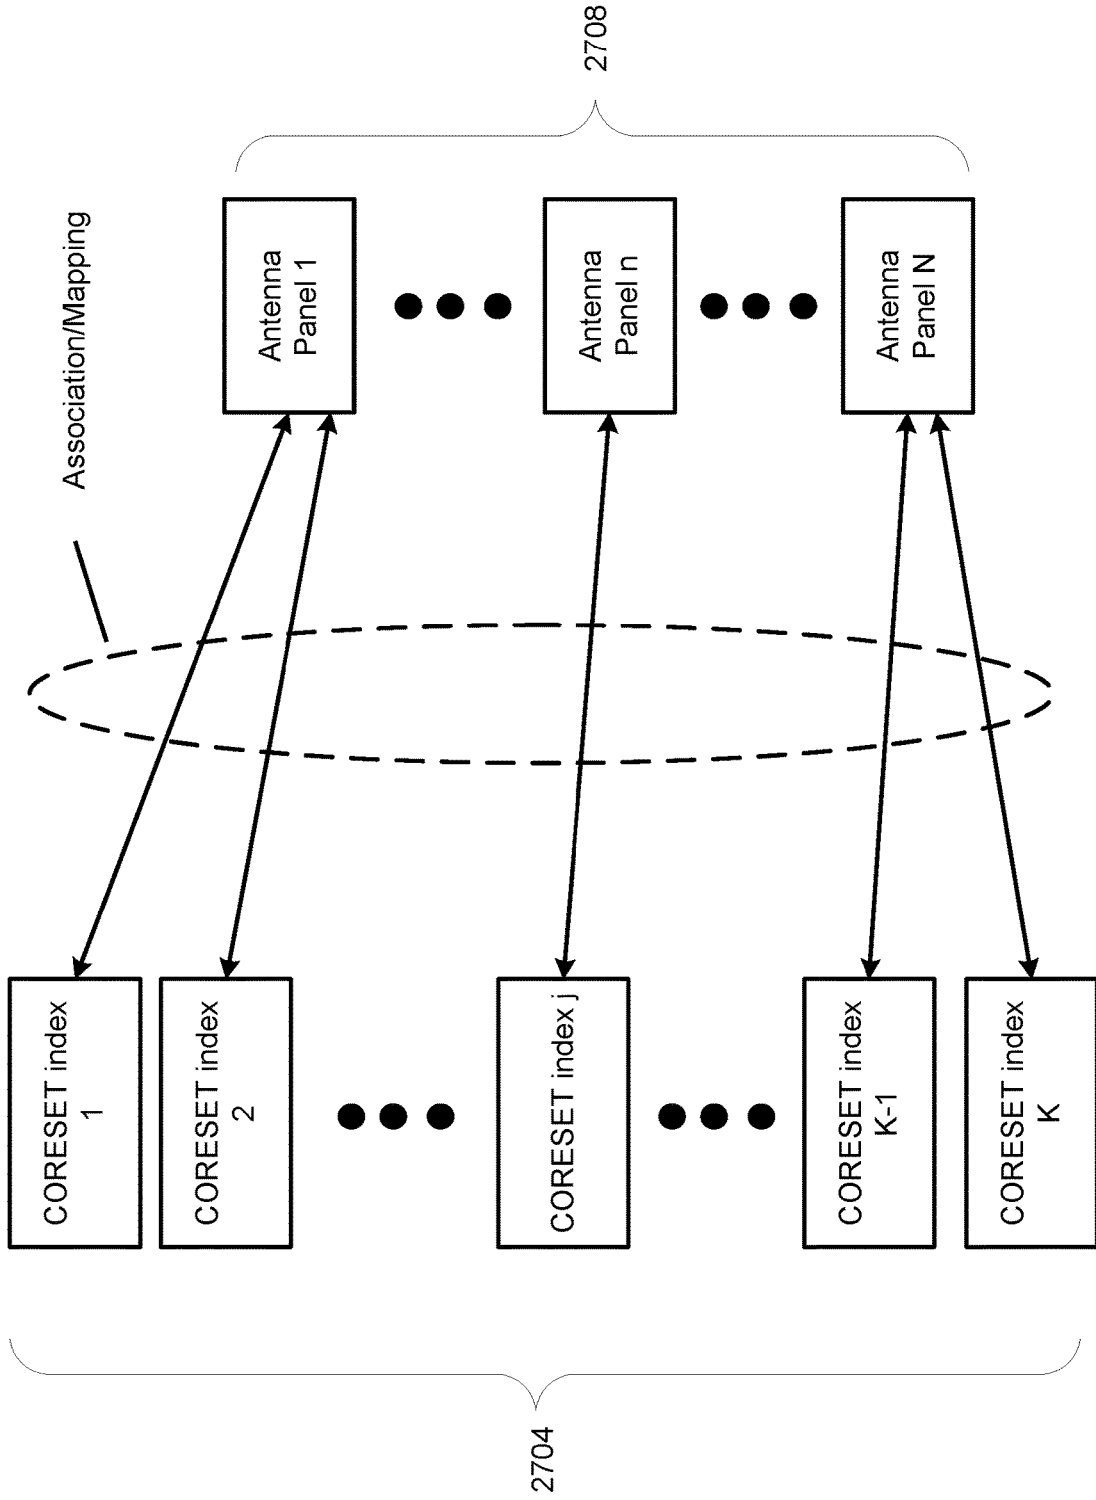 Association/Mapping
CORESET index
1
CORESET index
2
CORESET index j
CORESET index
K-1
CORESET index
K
2704
Antenna
Panel 1
Antenna
Panel n
Antenna
Panel N
2708